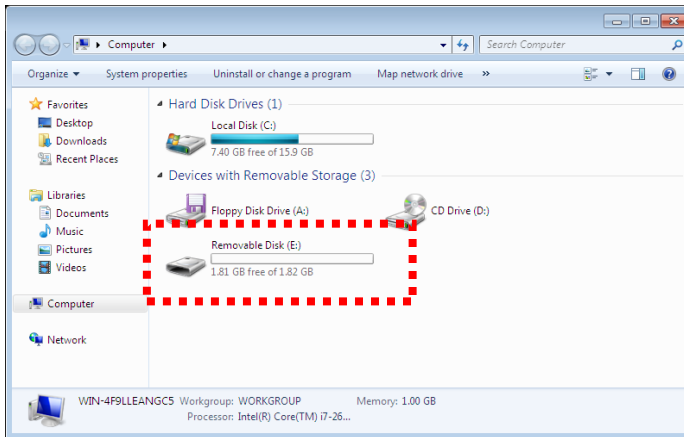 Computer
Search Computer
Organize System properties Uninstall or change a program Map network drive »
Favorites
Desktop
Downloads
Recent Places
Libraries
Documents
Music
Pictures
Videos
Computer
Network
Hard Disk Drives (1)
Local Disk (C:)
7.40 GB free of 15.9 GB
Devices with Removable Storage (3)
Floppy Disk Drive (A:) CD Drive (D:)
Removable Disk (E:)
1.81 GB free of 1.82 GB
WIN-4F9LLEANGC5 Workgroup: WORKGROUP Memory: 1.00 GB
Processor: Intel(R) Core(TM) i7-26...